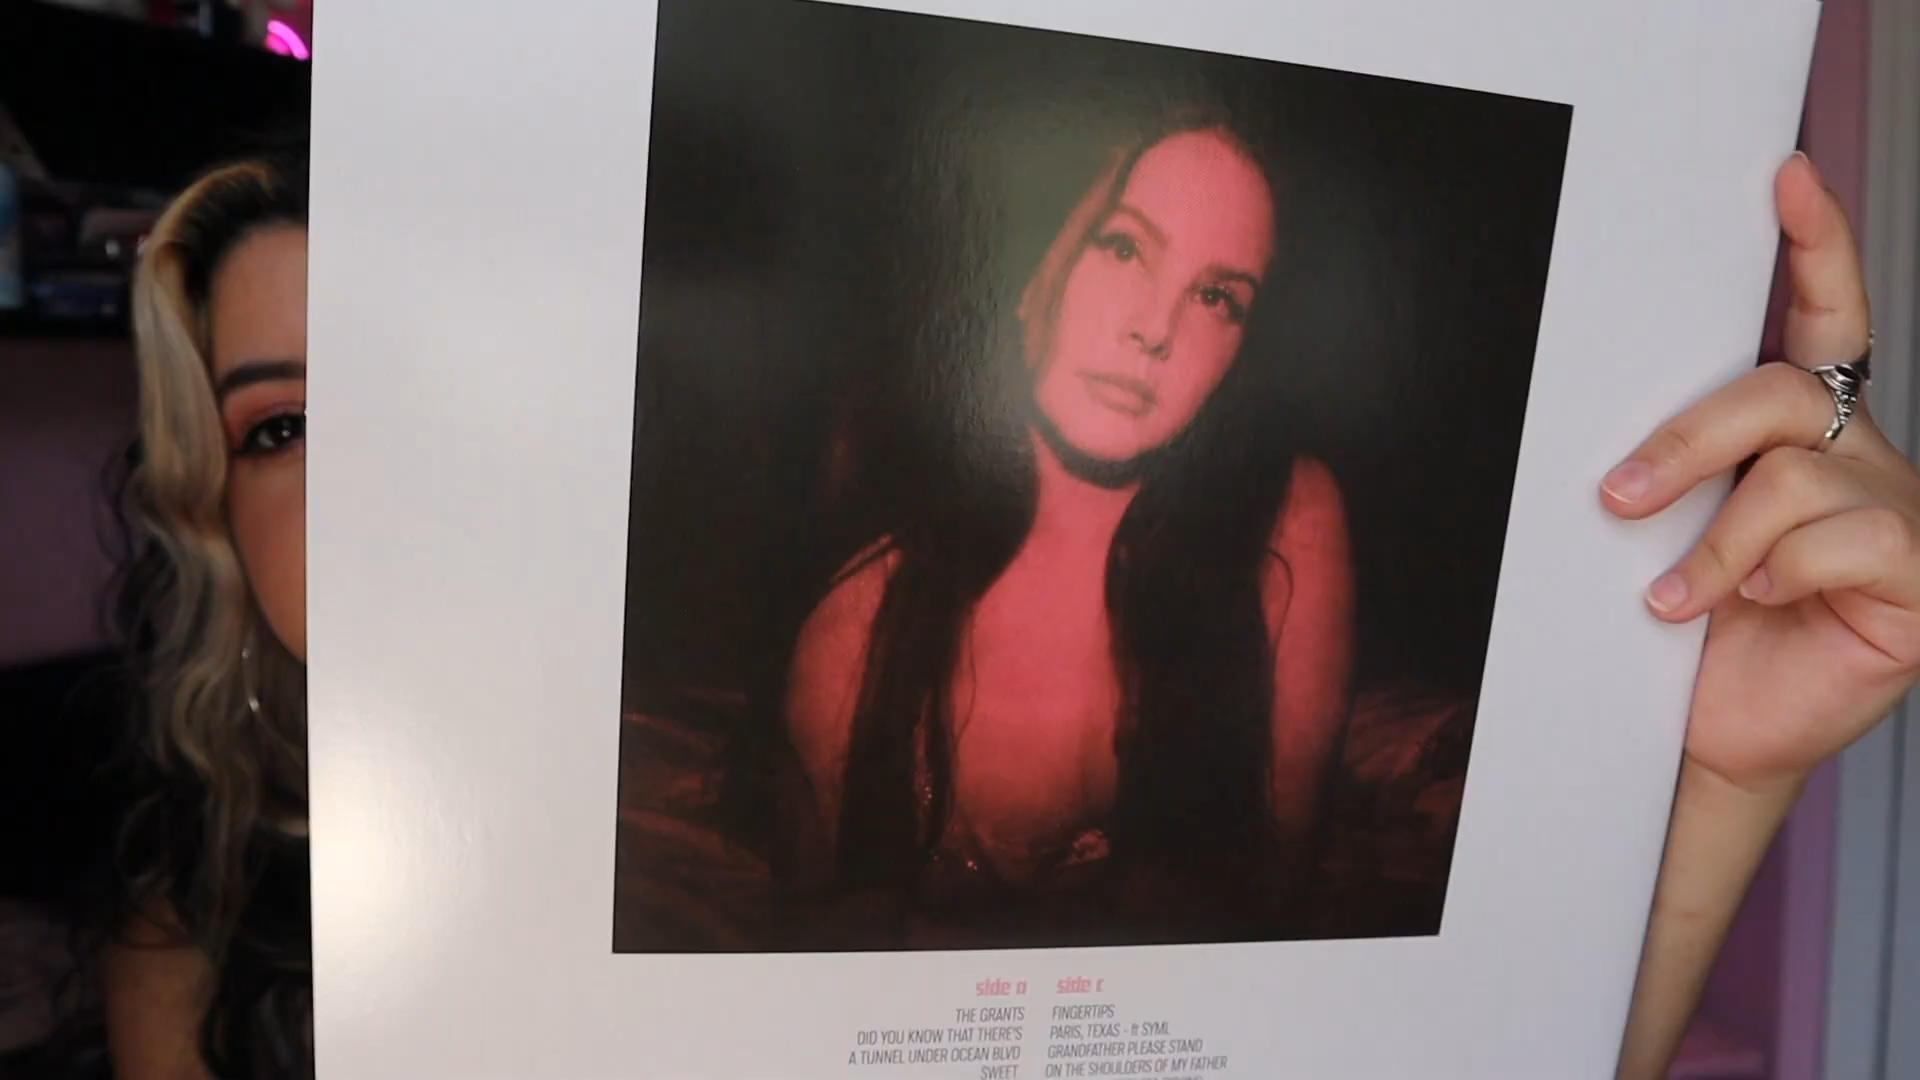 side a
THE GRANTS
DID YOU KNOW THAT THERE'S
A TUNNEL UNDER OCEAN BLVD
SWEET
side c
FINGERTIPS
PARIS, TEXAS - ft SYML
GRANDFATHER PLEASE STAND
ON THE SHOULDERS OF MY FATHER